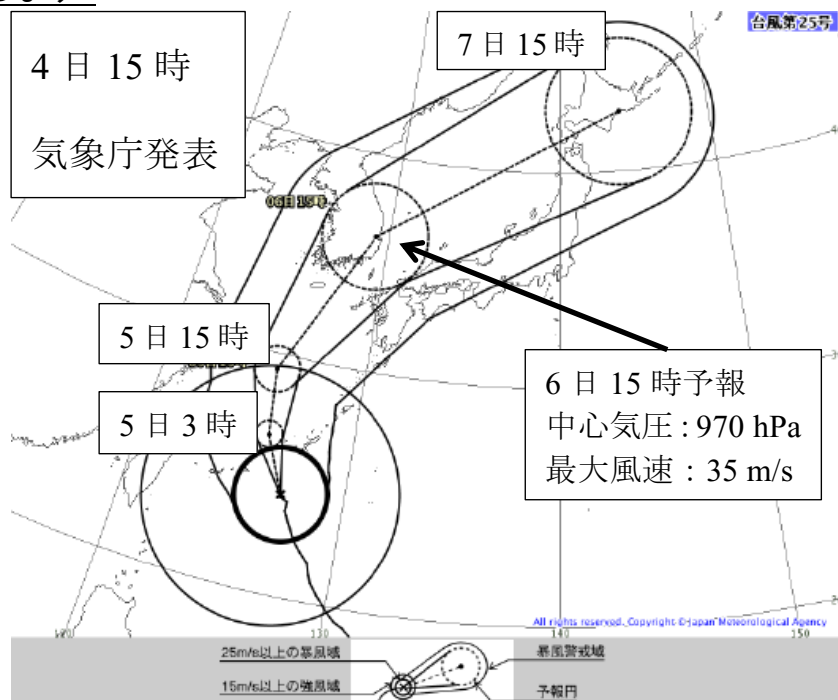 台風第25号
4日15時
気象庁発表
7日15時
06日15時
5日15時
5日3時
6日15時予報
中心気圧:970 hPa
最大風速:35 m/s
All rights reserved. Copyright © Japan Meteorological Agency
130
140
150
25m/s以上の暴風域
15m/s以上の強風域
暴風警戒域
予報円